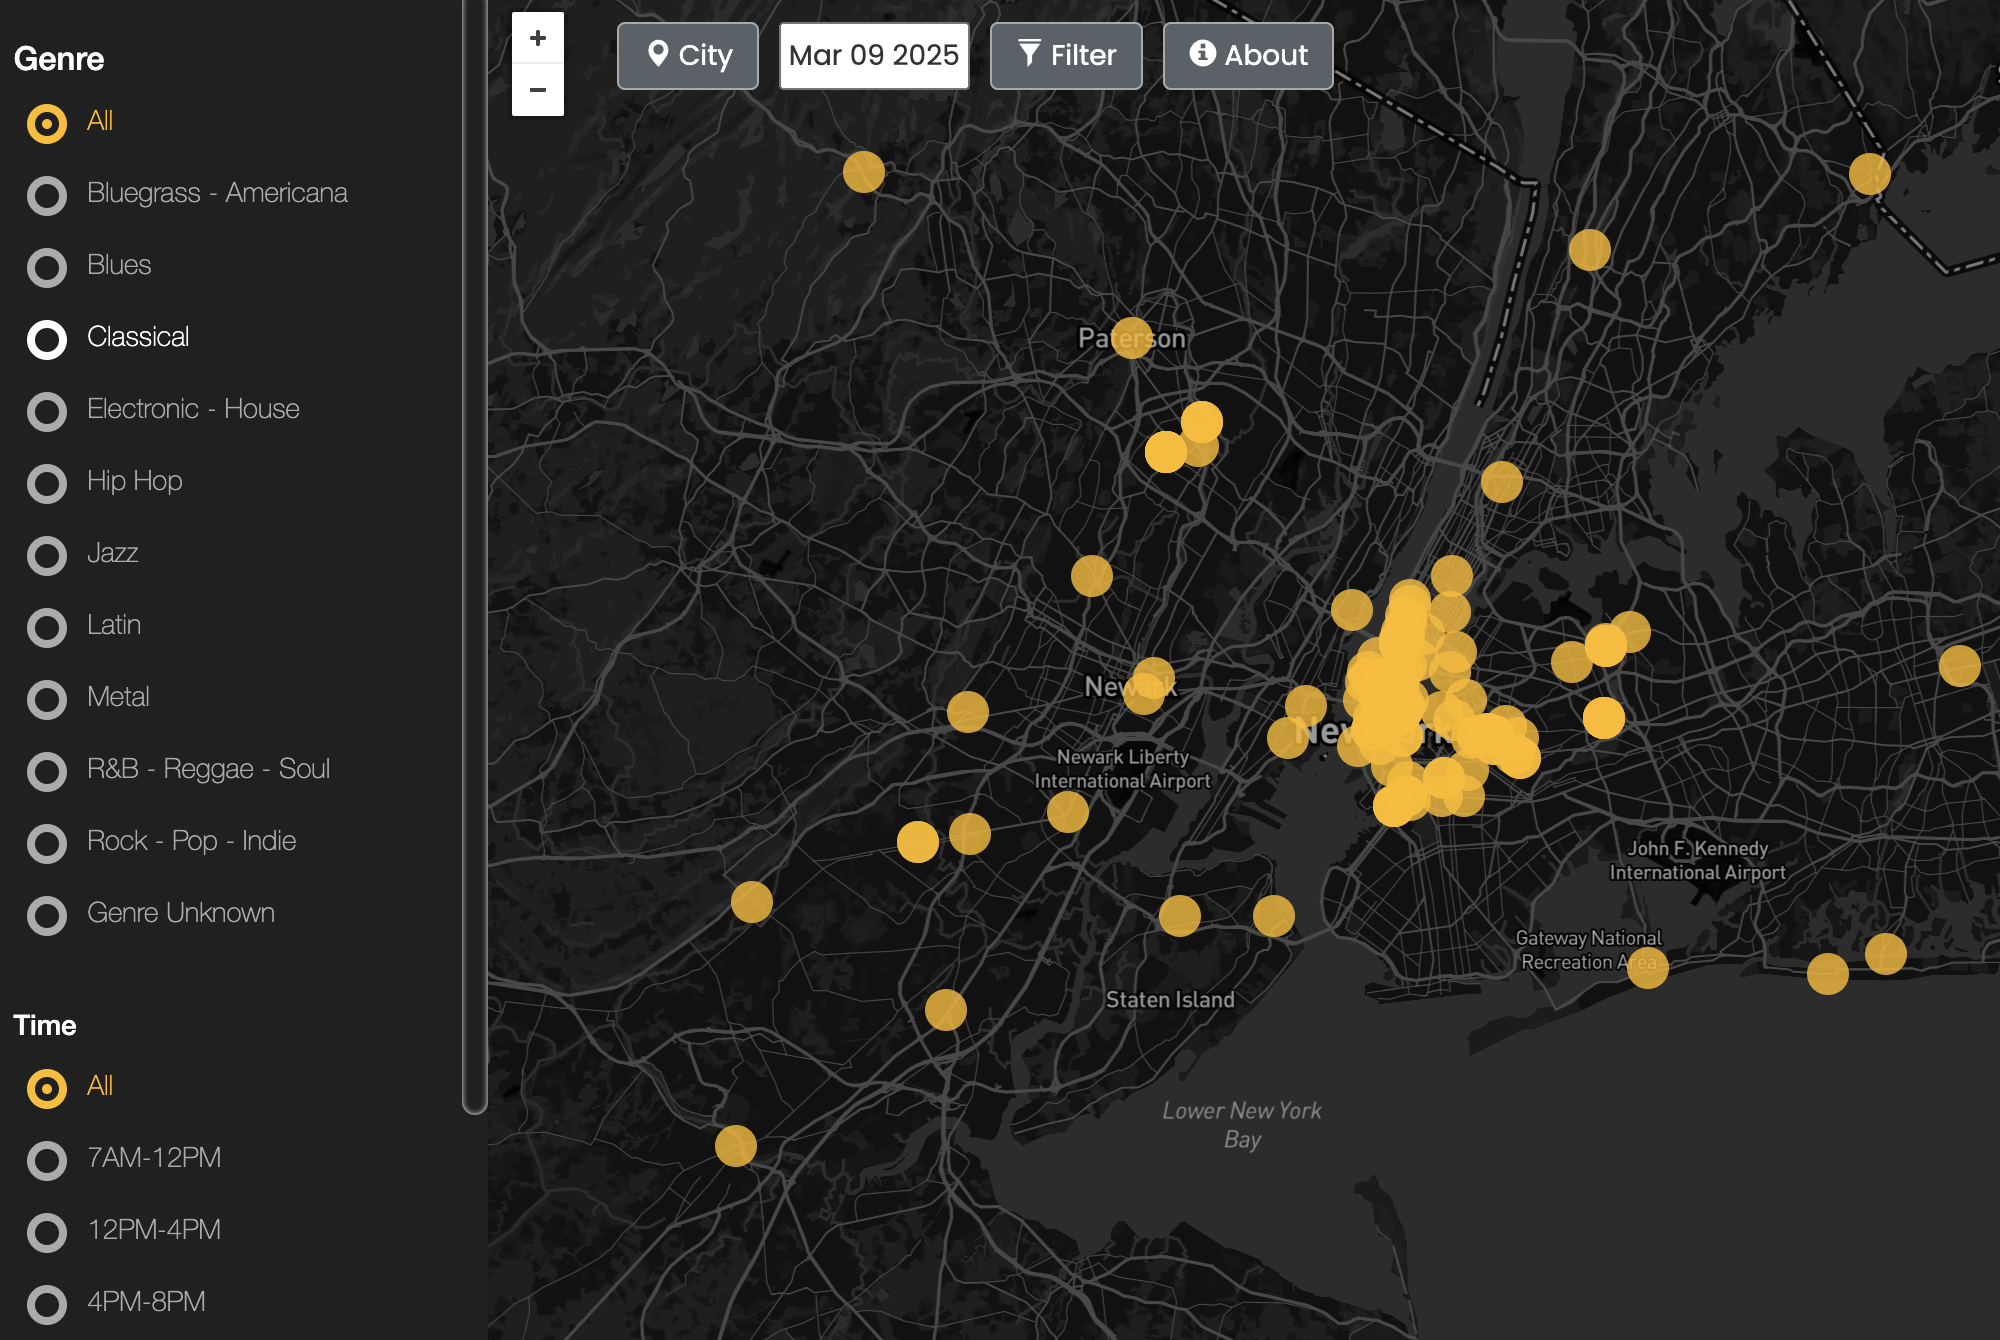 Genre
All
Bluegrass - Americana
Blues
Classical
Electronic - House
Hip Hop
Jazz
Latin
Metal
R&B - Reggae - Soul
Rock - Pop - Indie
Genre Unknown
Time
All
7AM-12PM
12PM-4PM
4PM-8PM
+
−
City
Mar 09 2025
Filter
About
Paterson
Newark
Newark Liberty
International Airport
New York
John F. Kennedy
International Airport
Gateway National
Recreation Area
Staten Island
Lower New York
Bay